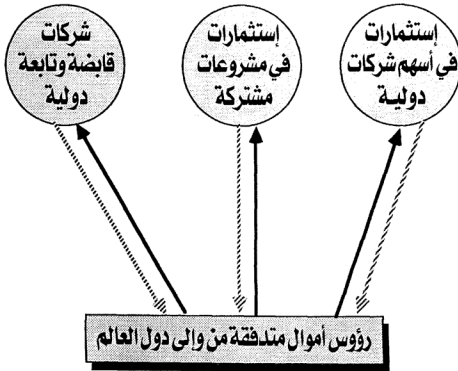 إستثمارات
في أسهم شركات
دولية
إستثمارات
في مشروعات
مشتركة
شركات
قابضة وتابعة
دولية
رؤوس أموال متدفقة من وإلى دول العالم